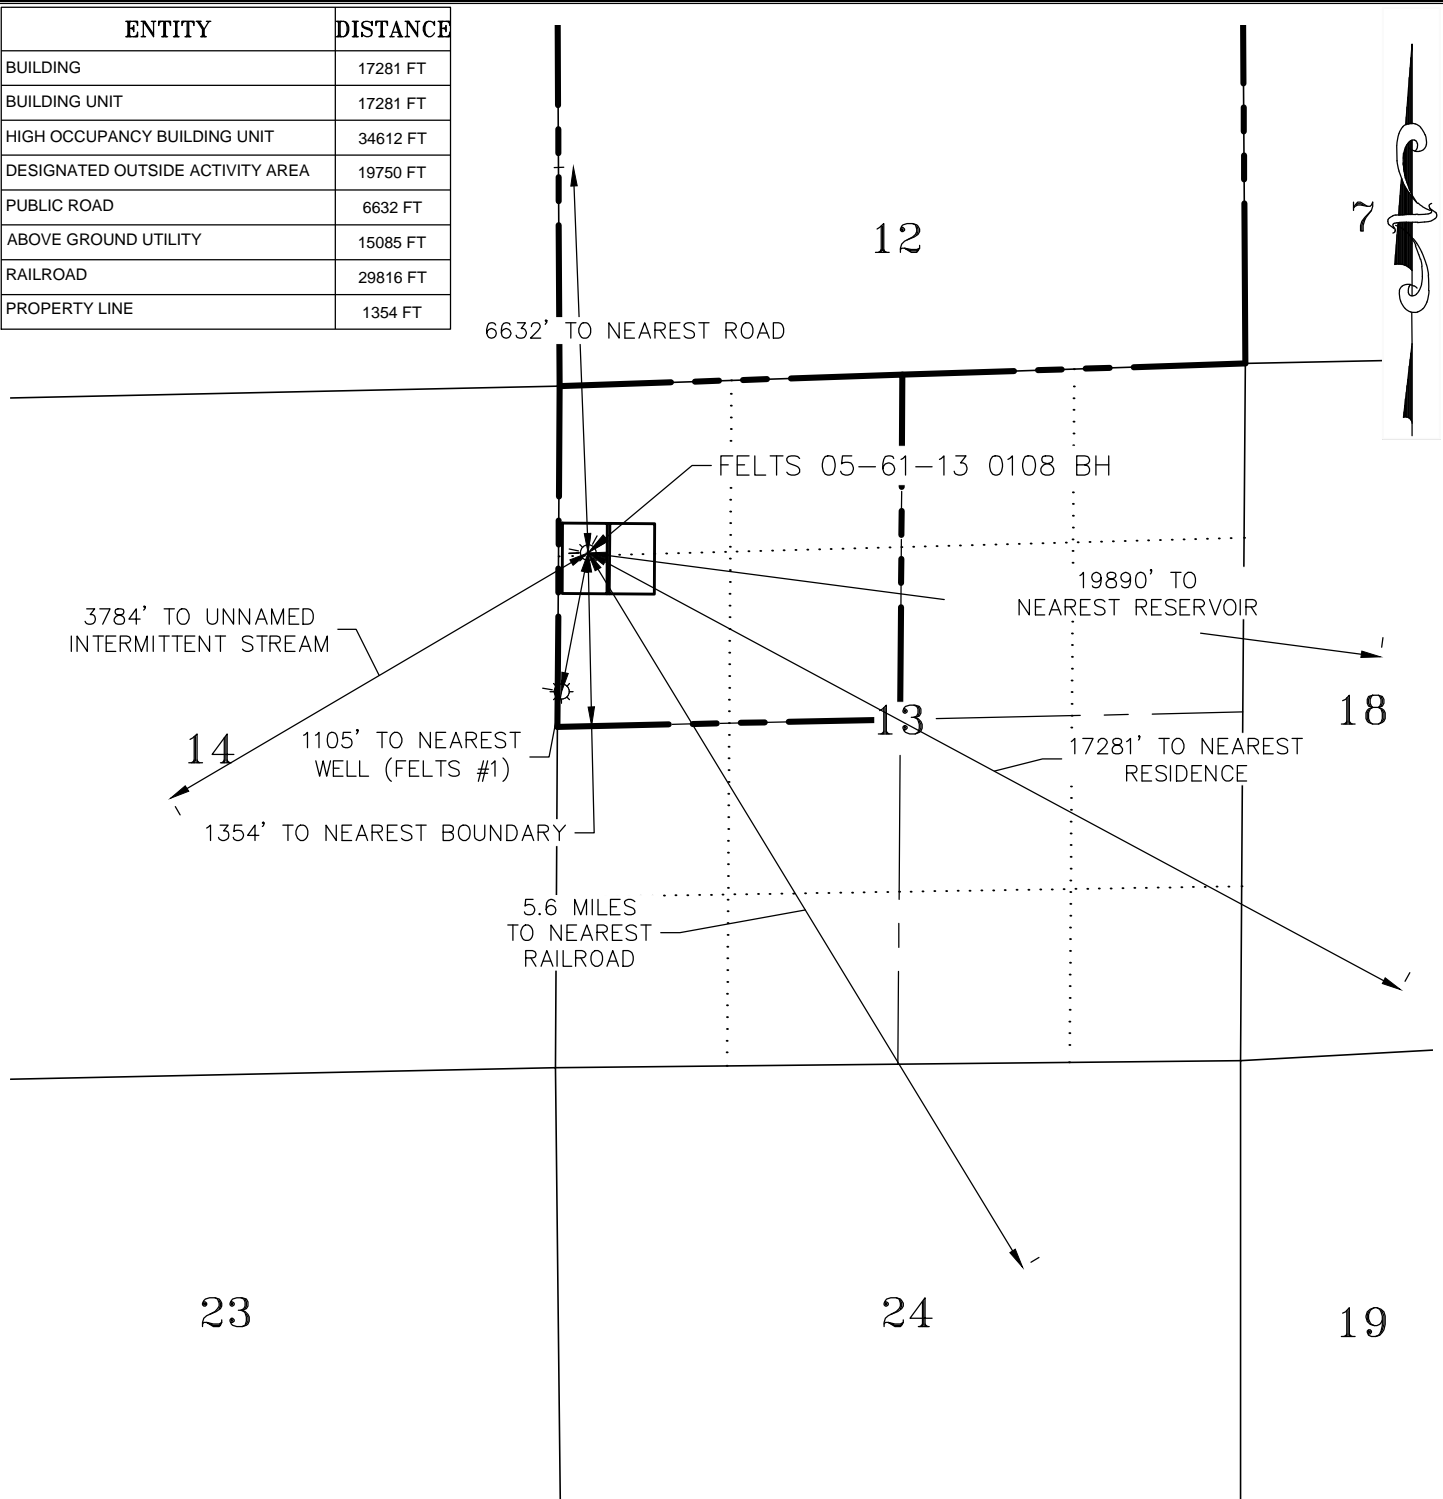 ENTITY DISTANCE
BUILDING 17281 FT
BUILDING UNIT 17281 FT
HIGH OCCUPANCY BUILDING UNIT 34612 FT
DESIGNATED OUTSIDE ACTIVITY AREA 19750 FT
PUBLIC ROAD 6632 FT
ABOVE GROUND UTILITY 15085 FT
RAILROAD 29816 FT
PROPERTY LINE 1354 FT
7
12
6632' TO NEAREST ROAD
FELTS 05-61-13 0108 BH
19890' TO
NEAREST RESERVOIR
3784' TO UNNAMED
INTERMITTENT STREAM
18
13
14
1105' TO NEAREST
WELL (FELTS #1)
17281' TO NEAREST
RESIDENCE
1354' TO NEAREST BOUNDARY
5.6 MILES
TO NEAREST
RAILROAD
23
24
19